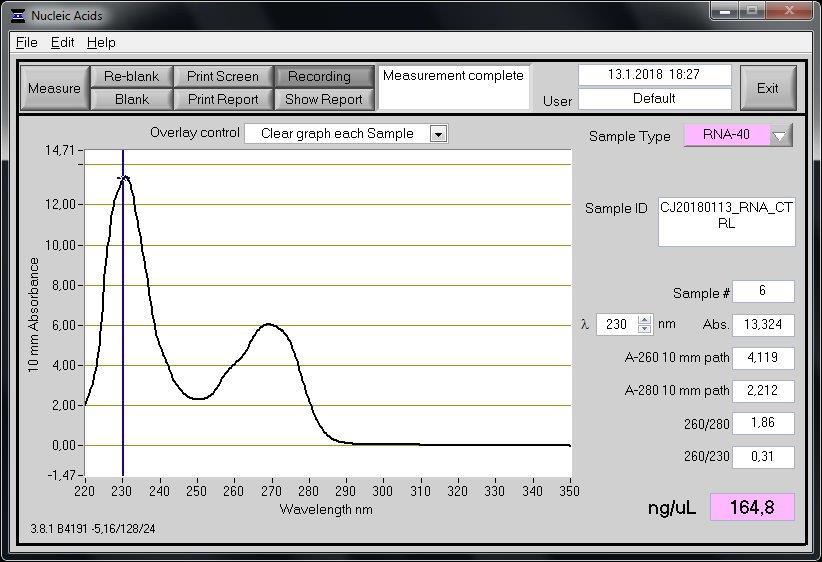 Nucleic Acids
File Edit Help
Measure
Re-blank
Print Screen
Recording
Blank
Print Report
Show Report
Measurement complete
13.1.2018 18:27
User
Default
Exit
Overlay control
Clear graph each Sample
Sample Type
RNA-40
Sample ID
CJ20180113_RNA_CT
RL
Sample # 6
λ 230 nm Abs. 13,324
A-260 10 mm path 4,119
A-280 10 mm path 2,212
260/280 1,86
260/230 0,31
ng/uL 164,8
10 mm Absorbance
14,71
12,00
10,00
8,00
6,00
4,00
2,00
0,00
-1,47
220 230 240 250 260 270 280 290 300 310 320 330 340 350
Wavelength nm
3.8.1 B4191 -5,16/128/24